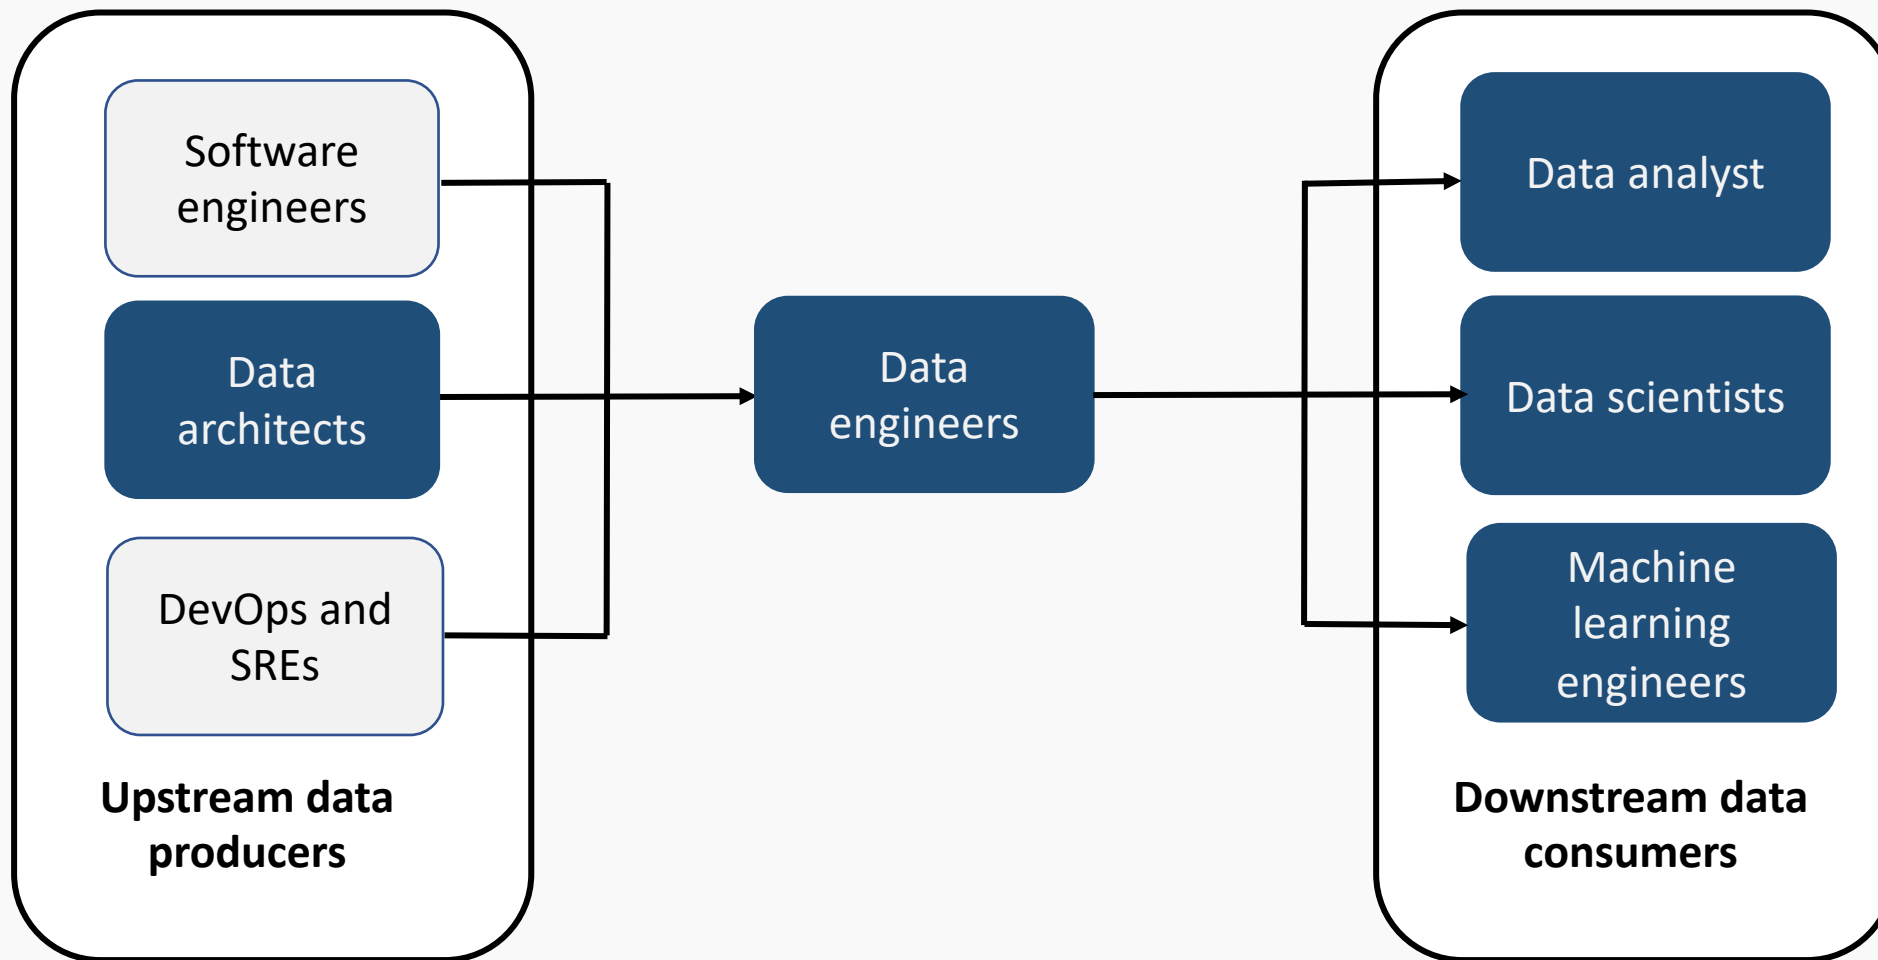 Software
engineers
Data
architects
DevOps and
SREs
Upstream data
producers
Data
engineers
Data analyst
Data scientists
Machine
learning
engineers
Downstream data
consumers